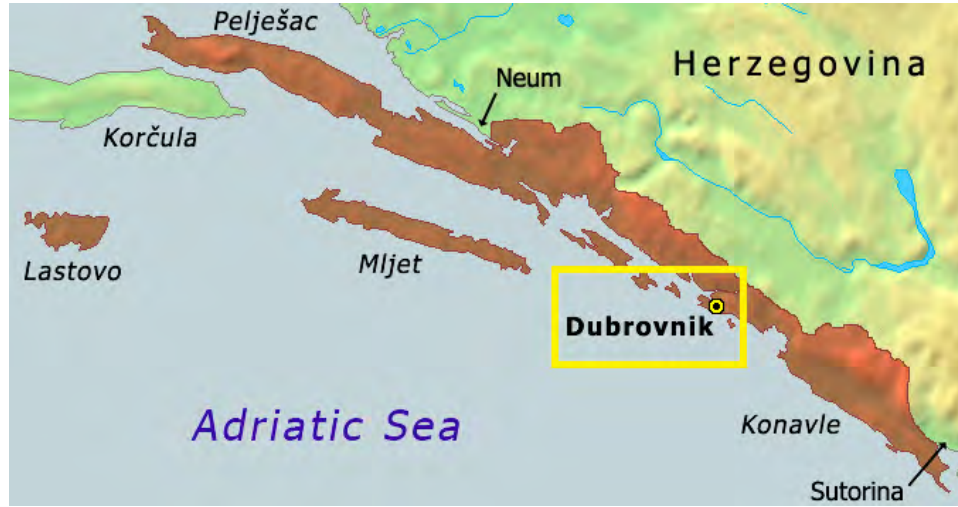 Pelješac
Neum
Herzegovina
Korčula
Lastovo
Mljet
Dubrovnik
Adriatic Sea
Konavle
Sutorina